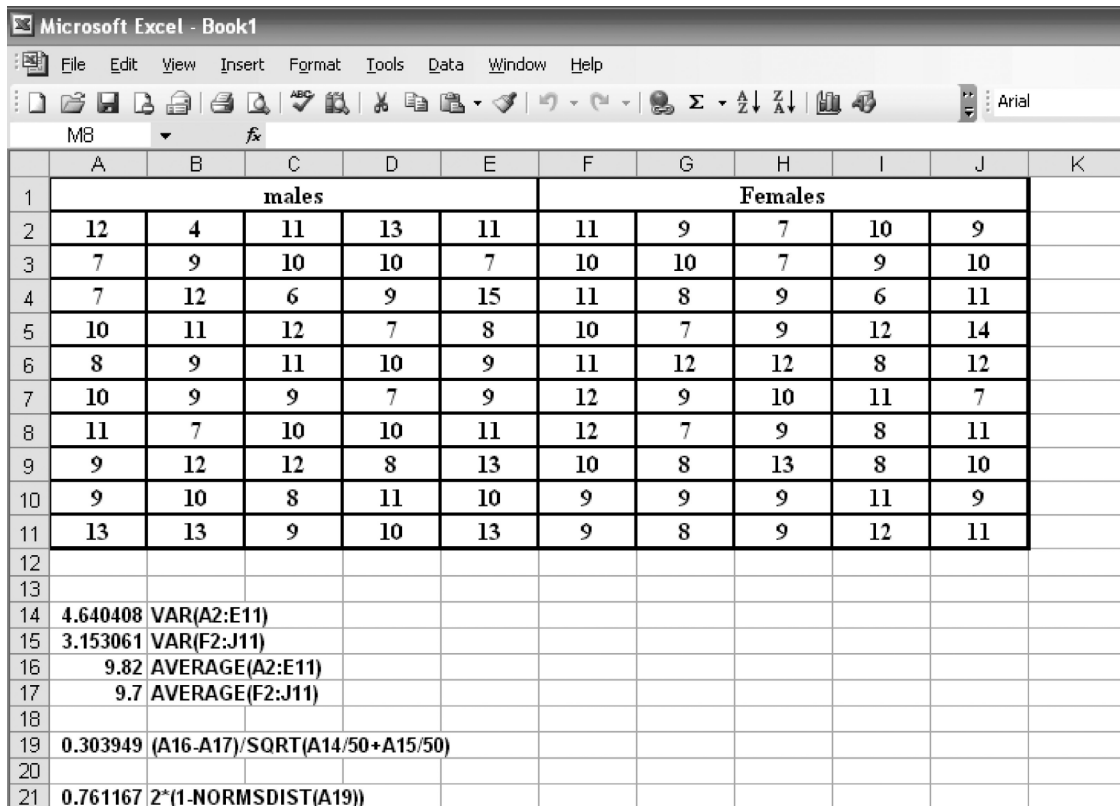 Microsoft Excel - Book1
File Edit View Insert Format Tools Data Window Help
ABC Σ A Z Z A Arial
M8 fx
A B C D E F G H I J K
1 males Females
2 12 4 11 13 11 11 9 7 10 9
3 7 9 10 10 7 10 10 7 9 10
4 7 12 6 9 15 11 8 9 6 11
5 10 11 12 7 8 10 7 9 12 14
6 8 9 11 10 9 11 12 12 8 12
7 10 9 9 7 9 12 9 10 11 7
8 11 7 10 10 11 12 7 9 8 11
9 9 12 12 8 13 10 8 13 8 10
10 9 10 8 11 10 9 9 9 11 9
11 13 13 9 10 13 9 8 9 12 11
12
13
14 4.640408 VAR(A2:E11)
15 3.153061 VAR(F2:J11)
16 9.82 AVERAGE(A2:E11)
17 9.7 AVERAGE(F2:J11)
18
19 0.303949 (A16-A17)/SQRT(A14/50+A15/50)
20
21 0.761167 2*(1-NORMSDIST(A19))